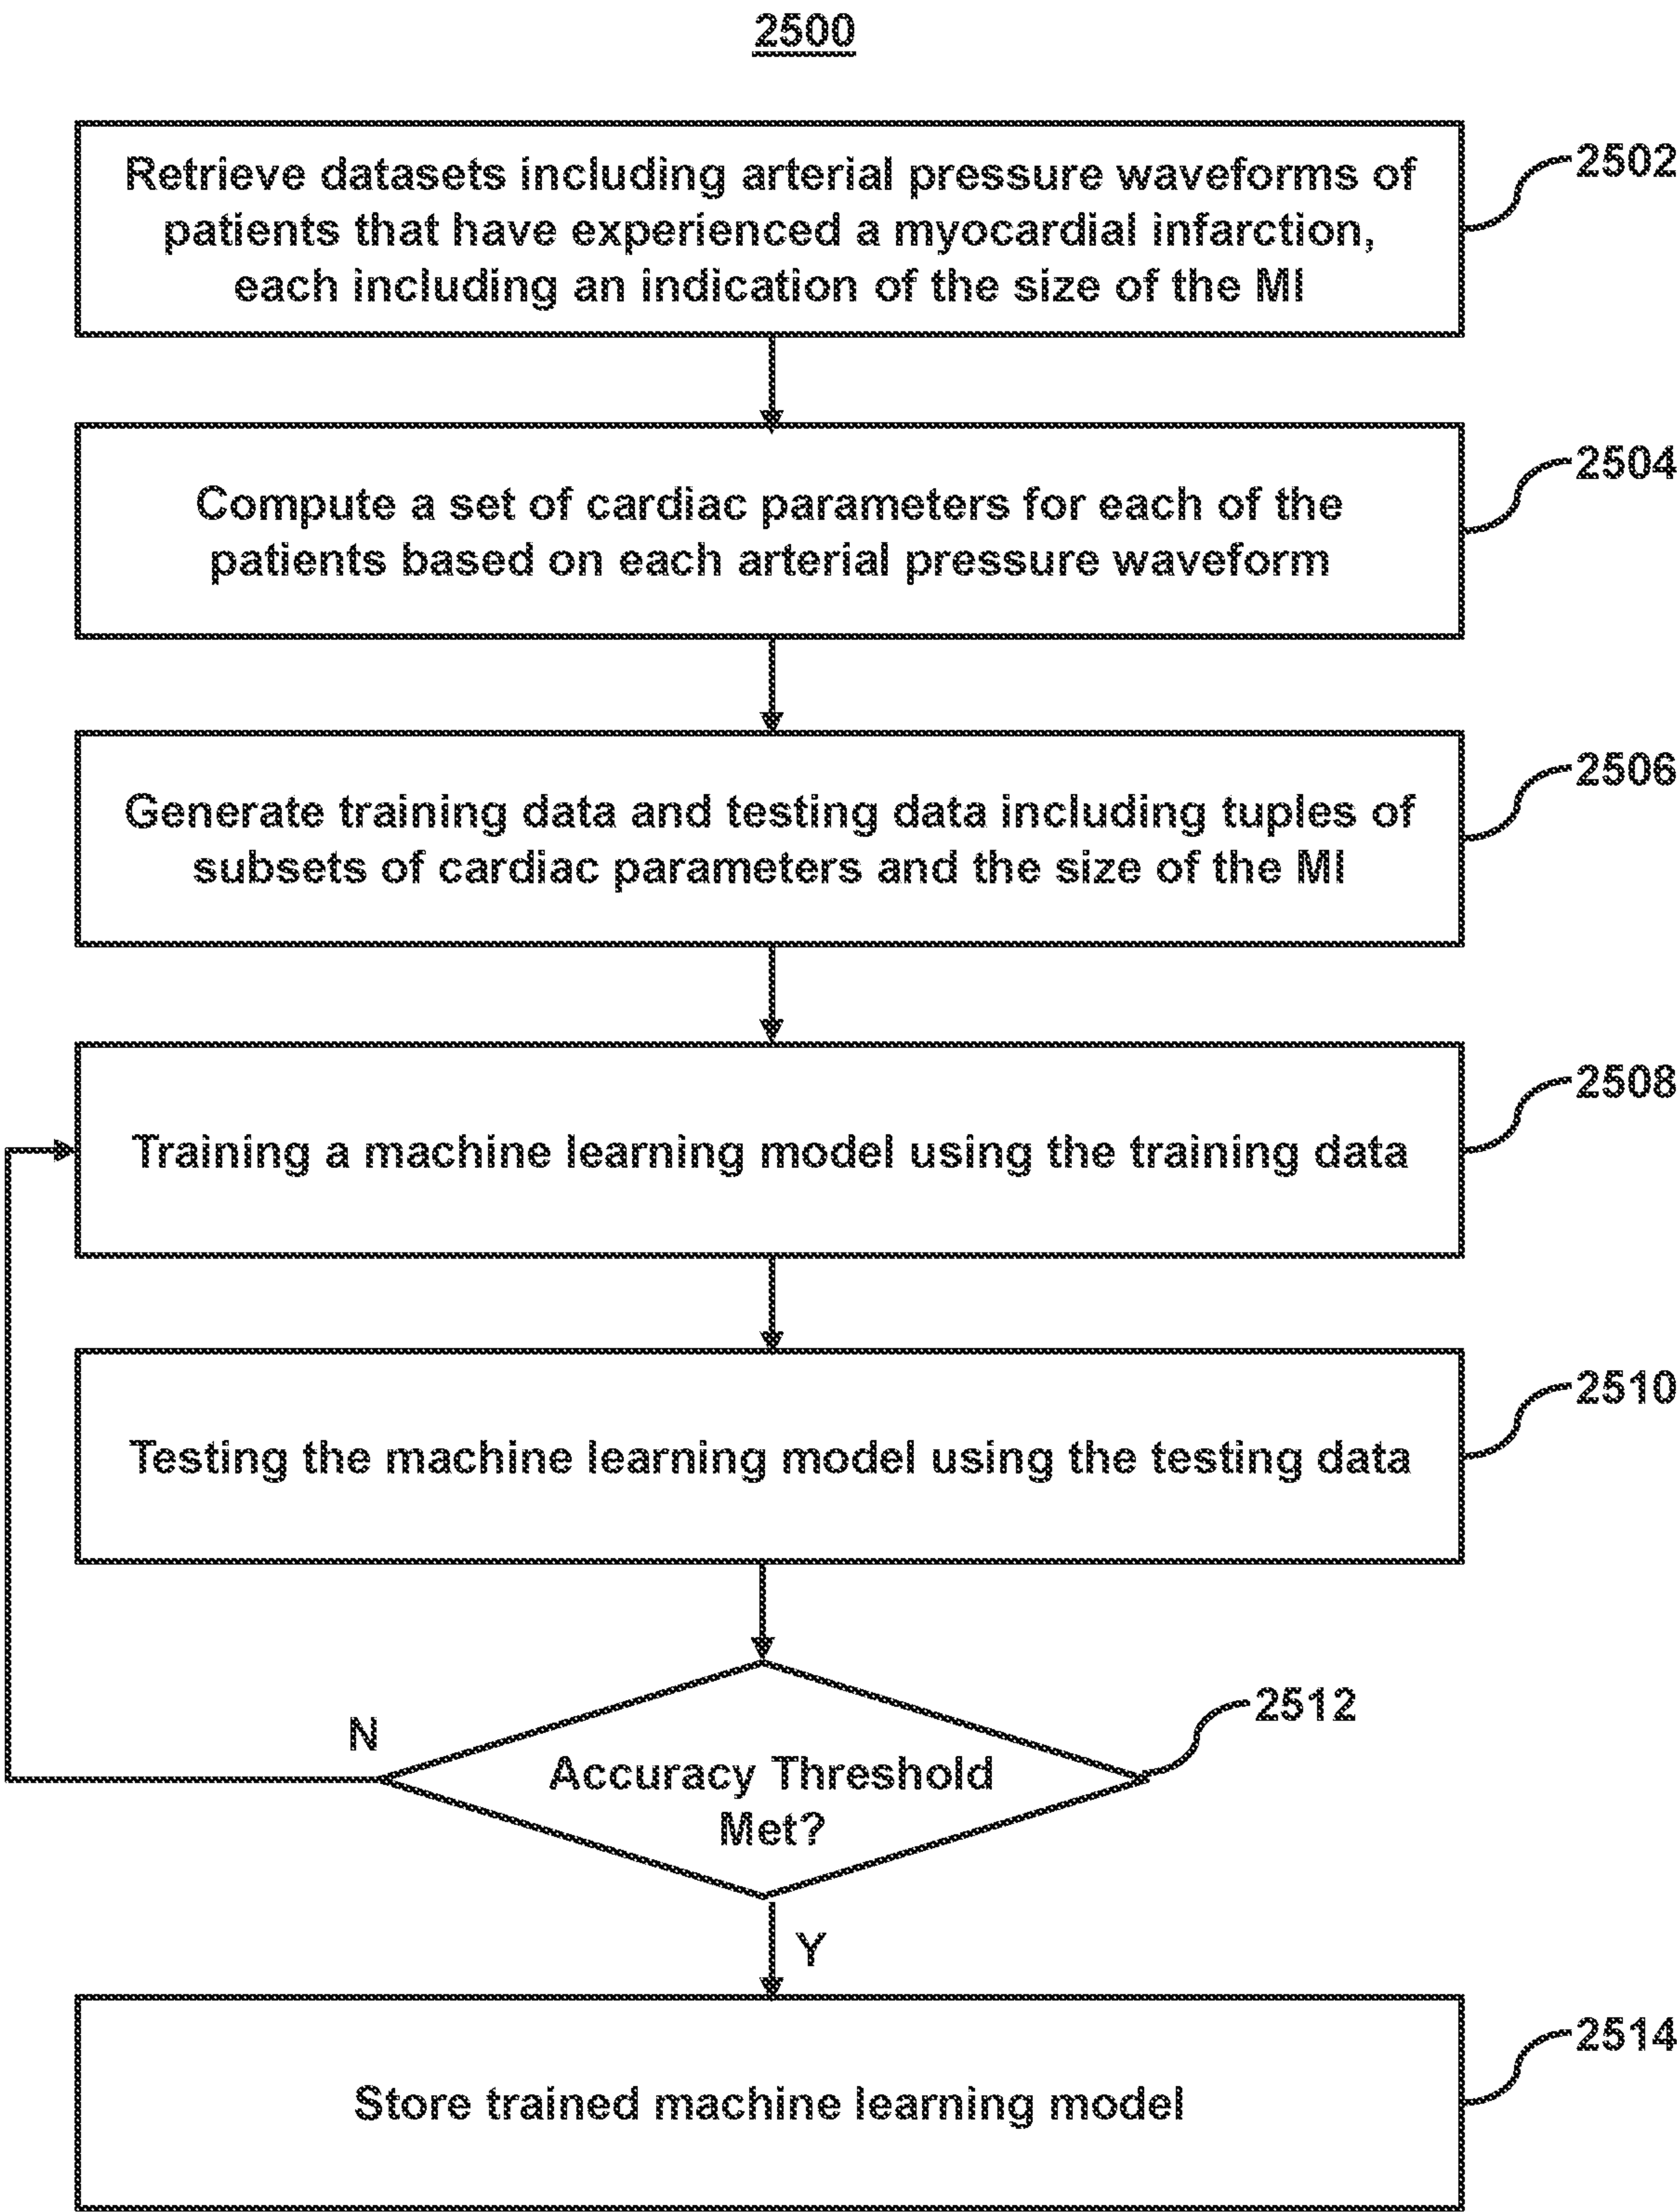 2500
Retrieve datasets including arterial pressure waveforms of
patients that have experienced a myocardial infarction,
each including an indication of the size of the MI
2502
Compute a set of cardiac parameters for each of the
patients based on each arterial pressure waveform
2504
Generate training data and testing data including tuples of
subsets of cardiac parameters and the size of the MI
2506
Training a machine learning model using the training data
2508
Testing the machine learning model using the testing data
2510
N
Accuracy Threshold
Met?
2512
Y
Store trained machine learning model
2514